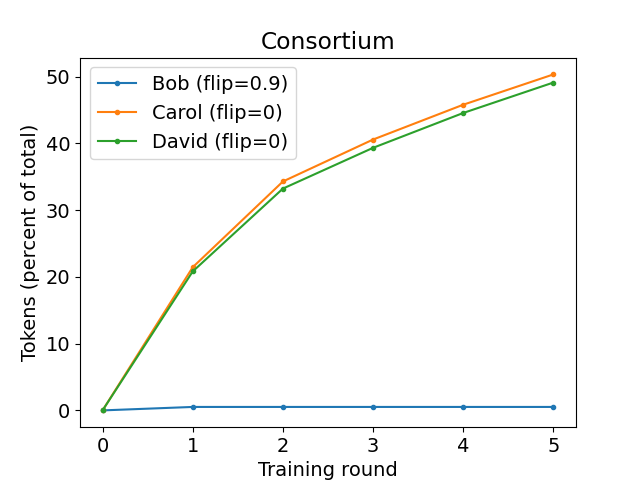 Consortium
Bob (flip=0.9)
Carol (flip=0)
David (flip=0)
Tokens (percent of total)
50
40
30
20
10
0
0 1 2 3 4 5
Training round